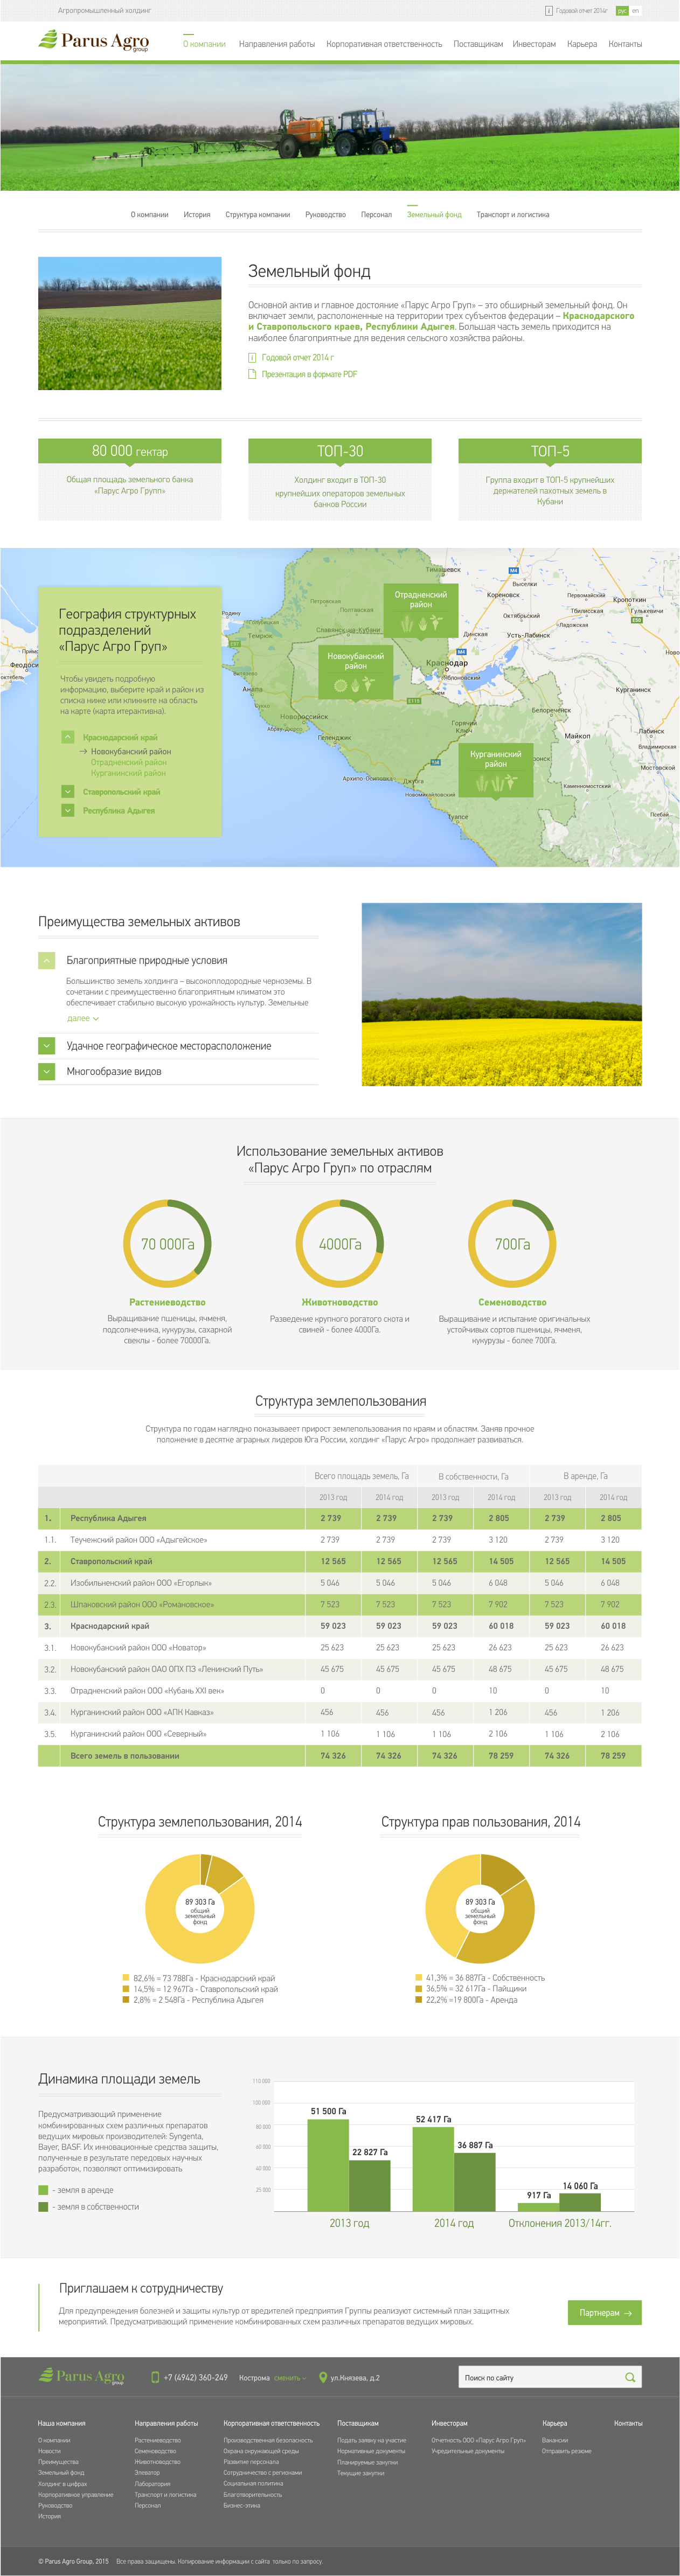 Агропромышленный холдинг
Годовой отчет 2014г
рус en
Parus Agro
group
О компании Направления работы Корпоративная ответственность Поставщикам Инвесторам Карьера Контакты
О компании История Структура компании Руководство Персонал Земельный фонд Транспорт и логистика
Земельный фонд
Основной актив и главное достояние «Парус Агро Груп» – это обширный земельный фонд. Он
включает земли, расположенные на территории трех субъектов федерации – Краснодарского
и Ставропольского краев, Республики Адыгея. Большая часть земель приходится на
наиболее благоприятные для ведения сельского хозяйства районы.
Годовой отчет 2014 г
Презентация в формате PDF
80 000 гектар
Общая площадь земельного банка
«Парус Агро Групп»
ТОП-30
Холдинг входит в ТОП-30
крупнейших операторов земельных
банков России
ТОП-5
Группа входит в ТОП-5 крупнейших
держателей пахотных земель в
Кубани
География структурных
подразделений
«Парус Агро Груп»
Чтобы увидеть подробную
информацию, выберите край и район из
списка ниже или кликните на область
на карте (карта итерактивна).
Краснодарский край
Новокубанский район
Отрадненский район
Курганинский район
Ставропольский край
Республика Адыгея
Отрадненский
район
Новокубанский
район
Курганинский
район
Тимашевск
Выселки
Кореновск
Первомайский
Кропоткин
Тбилисская
Гулькевичи
Октябрьский
Ладожская
Динская
Усть-Лабинск
Петровская
Полтавская
Славянск-на-Кубани
Темрюк
Анапа
Новороссийск
Абрау-Дюрсо
Геленджик
Краснодар
Яблоновский
Энем
Горячий
Ключ
Белореченск
Майкоп
Курганинск
Лабинск
Владимирская
Мостовской
Каменномостский
Псебай
Архипо-Осиповка
Джубга
Новомихайловский
Туапсе
Преимущества земельных активов
Благоприятные природные условия
Большинство земель холдинга – высокоплодородные черноземы. В
сочетании с преимущественно благоприятным климатом это
обеспечивает стабильно высокую урожайность культур. Земельные
далее
Удачное географическое месторасположение
Многообразие видов
Использование земельных активов
«Парус Агро Груп» по отраслям
70 000Га
Растениеводство
Выращивание пшеницы, ячменя,
подсолнечника, кукурузы, сахарной
свеклы - более 70000Га.
4000Га
Животноводство
Разведение крупного рогатого скота и
свиней - более 4000Га.
700Га
Семеноводство
Выращивание и испытание оригинальных
устойчивых сортов пшеницы, ячменя,
кукурузы - более 700Га.
Структура землепользования
Структура по годам наглядно показываеет прирост землепользования по краям и областям. Заняв прочное
положение в десятке аграрных лидеров Юга России, холдинг «Парус Агро» продолжает развиваться.
Всего площадь земель, Га В собственности, Га В аренде, Га
2013 год 2014 год 2013 год 2014 год 2013 год 2014 год
1. Республика Адыгея 2 739 2 739 2 739 2 805 2 739 2 805
1.1. Теучежский район ООО «Адыгейское» 2 739 2 739 2 739 3 120 2 739 3 120
2. Ставропольский край 12 565 12 565 12 565 14 505 12 565 14 505
2.2. Изобильненский район ООО «Егорлык» 5 046 5 046 5 046 6 048 5 046 6 048
2.3. Шпаковский район ООО «Романовское» 7 523 7 523 7 523 7 902 7 523 7 902
3. Краснодарский край 59 023 59 023 59 023 60 018 59 023 60 018
3.1. Новокубанский район ООО «Новатор» 25 623 25 623 25 623 26 623 25 623 26 623
3.2. Новокубанский район ОАО ОПХ ПЗ «Ленинский Путь» 45 675 45 675 45 675 48 675 45 675 48 675
3.3. Отрадненский район ООО «Кубань XXI век» 0 0 0 10 0 10
3.4. Курганинский район ООО «АПК Кавказ» 456 456 456 1 206 456 1 206
3.5. Курганинский район ООО «Северный» 1 106 1 106 1 106 2 106 1 106 2 106
Всего земель в пользовании 74 326 74 326 74 326 78 259 74 326 78 259
Структура землепользования, 2014
89 303 Га
общий
земельный
фонд
82,6% = 73 788Га - Краснодарский край
14,5% = 12 967Га - Ставропольский край
2,8% = 2 548Га - Республика Адыгея
Структура прав пользования, 2014
89 303 Га
общий
земельный
фонд
41,3% = 36 887Га - Собственность
36,5% = 32 617Га - Пайщики
22,2% =19 800Га - Аренда
Динамика площади земель
Предусматривающий применение
комбинированных схем различных препаратов
ведущих мировых производителей: Syngenta,
Bayer, BASF. Их инновационные средства защиты,
полученные в результате передовых научных
разработок, позволяют оптимизировать
- земля в аренде
- земля в собственности
110 000
100 000
80 000
60 000
40 000
25 000
51 500 Га
22 827 Га
52 417 Га
36 887 Га
917 Га
14 060 Га
2013 год 2014 год Отклонения 2013/14гг.
Приглашаем к сотрудничеству
Для предупреждения болезней и защиты культур от вредителей предприятия Группы реализуют системный план защитных
мероприятий. Предусматривающий применение комбинированных схем различных препаратов ведущих мировых.
Партнерам
Parus Agro
group
+7 (4942) 360-249 Кострома сменить ул.Князева, д.2
Поиск по сайту
Наша компания
О компании
Новости
Преимущества
Земельный фонд
Холдинг в цифрах
Корпоративное управление
Руководство
История
Направления работы
Растениеводство
Семеноводство
Животноводство
Элеватор
Лаборатория
Транспорт и логистика
Персонал
Корпоративная ответственность
Производственная безопасность
Охрана окружающей среды
Развитие персонала
Сотрудничество с регионами
Социальная политика
Благотворительность
Бизнес-этика
Поставщикам
Подать заявку на участие
Нормативные документы
Планируемые закупки
Текущие закупки
Инвесторам
Отчетность ООО «Парус Агро Груп»
Учредительные документы
Карьера
Вакансии
Отправить резюме
Контакты
© Parus Agro Group, 2015 Все права защищены. Копирование информации с сайта только по запросу.